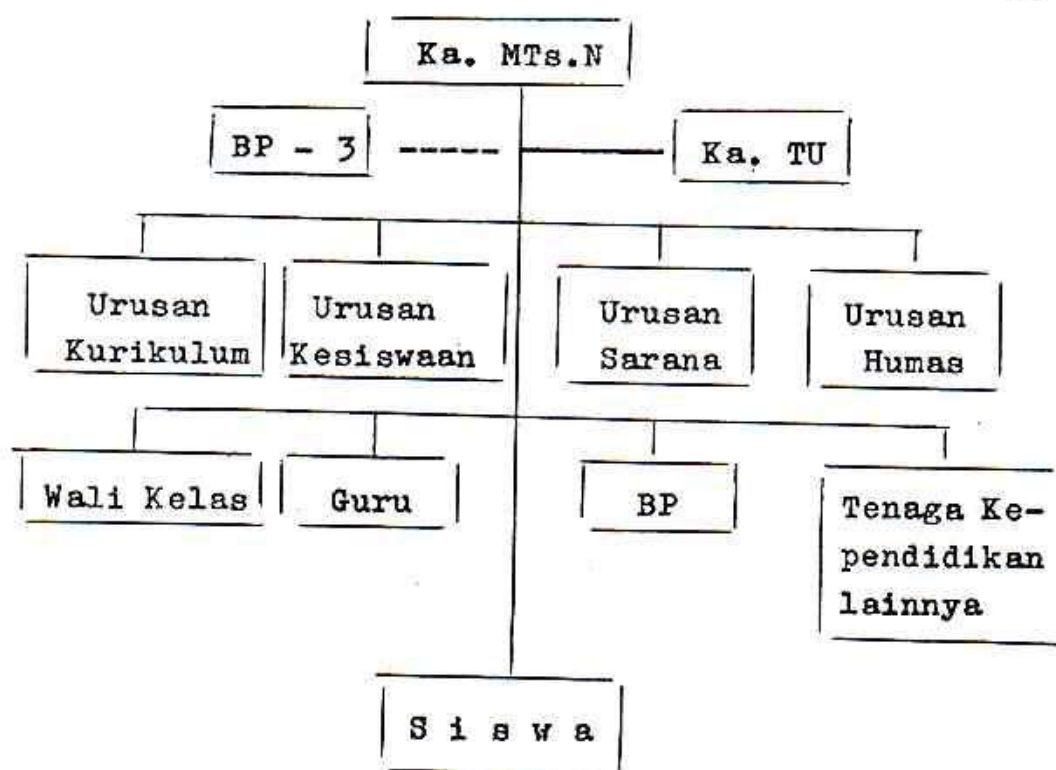 Ka. MTs.N
BP - 3
Ka. TU
Urusan
Kurikulum
Urusan
Kesiswaan
Urusan
Sarana
Urusan
Humas
Wali Kelas
Guru
BP
Tenaga Ke-
pendidikan
lainnya
S i s w a